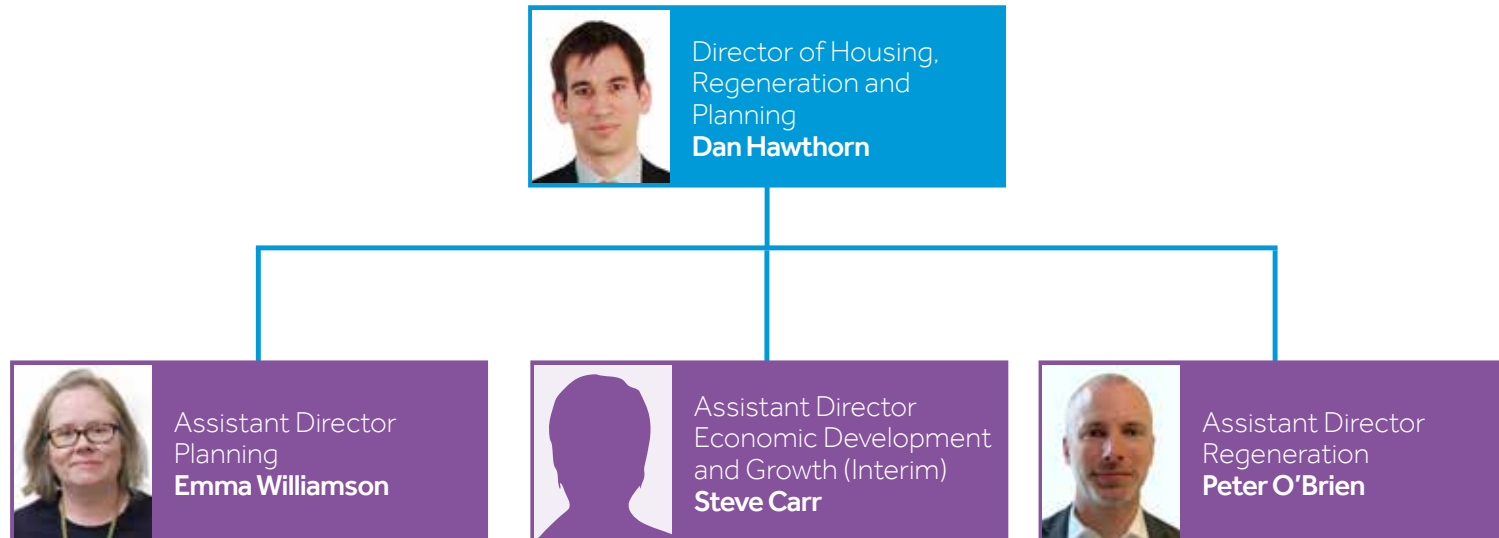 Director of Housing,
Regeneration and
Planning
Dan Hawthorn
Assistant Director
Planning
Emma Williamson
Assistant Director
Economic Development
and Growth (Interim)
Steve Carr
Assistant Director
Regeneration
Peter O’Brien